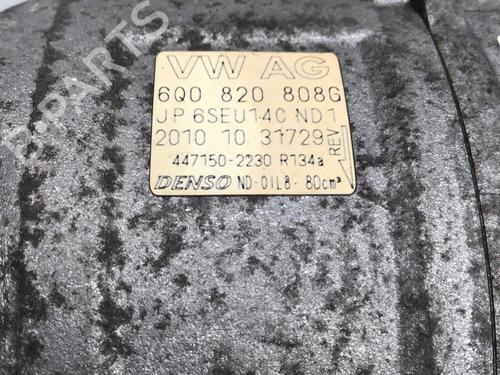 VW AG
6Q0 820 808G
JP 6SEU14C ND1
2010 10 31729
REV
447150-2230 R134a
DENSO ND-OIL8· 80cm³
B-PARTS